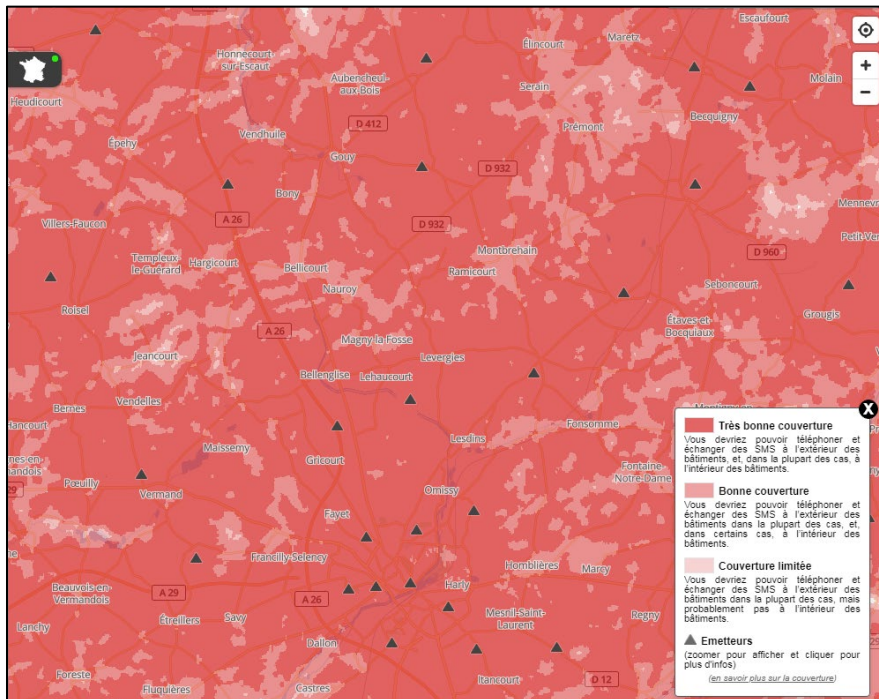 Escaufourt
Maretz
Honnecourt
sur-Escaut
Élincourt
Aubencheul
aux-Bois
Serain
Molain
Heudicourt
Becquigny
Vendhuile
D 412
Prémont
Épehy
Gouy
D 932
Bony
Mennevr
Villers-Faucon
A 26
D 932
Petit-Ver
Templeux
-le-Guérard
Hargicourt
Bellicourt
Montbrehain
D 960
Ramicourt
Nauroy
Seboncourt
Roisel
Grougis
A 26
Étaves-et-
Bocquiaux
Magny la Fosse
Jeancourt
Levergies
Bellenglise
Lehaucourt
Vendelles
Bernes
Hancourt
Fonsomme
Lesdins
Maissemy
nes-en-
mandois
Gricourt
Fontaine
-Notre-Dame
Pœuilly
29
Vermand
Omissy
Fayet
Francilly-Selency
Homblières
Marcy
Beauvois-en-
Vermandois
Harly
A 29
A 26
Mesnil-Saint-
Laurent
Regny
Lanchy
Étreillers
Savy
Dallon
Foreste
Itancourt
D 12
Fluquières
Castres
+
−
X
Très bonne couverture
Vous devriez pouvoir téléphoner et
échanger des SMS à l'extérieur des
bâtiments, et, dans la plupart des cas, à
l'intérieur des bâtiments.
Bonne couverture
Vous devriez pouvoir téléphoner et
échanger des SMS à l'extérieur des
bâtiments dans la plupart des cas, et,
dans certains cas, à l'intérieur des
bâtiments.
Couverture limitée
Vous devriez pouvoir téléphoner et
échanger des SMS à l'extérieur des
bâtiments dans la plupart des cas, mais
probablement pas à l'intérieur des
bâtiments.
Emetteurs
(zoomer pour afficher et cliquer pour
plus d'infos)
(en savoir plus sur la couverture)